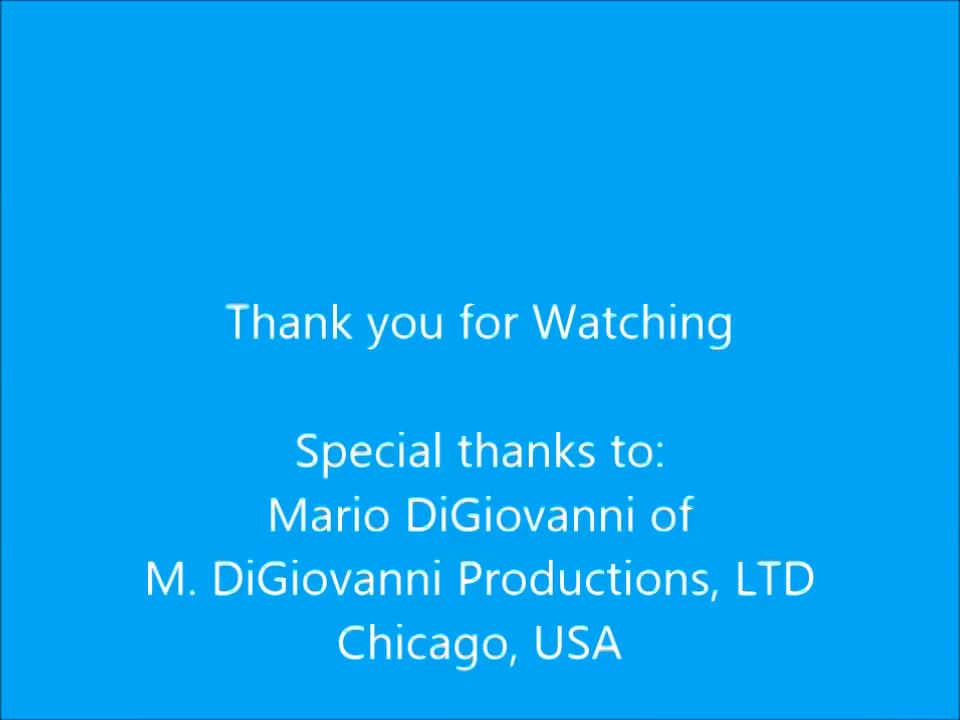 Thank you for Watching
Special thanks to:
Mario DiGiovanni of
M. DiGiovanni Productions, LTD
Chicago, USA